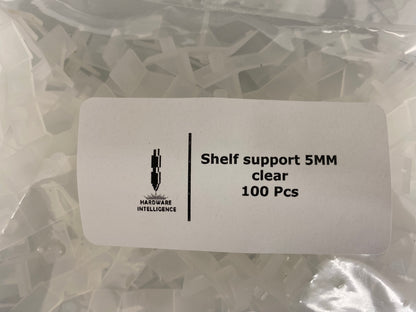 Shelf support 5MM
clear
100 Pcs
HARDWARE
INTELLIGENCE